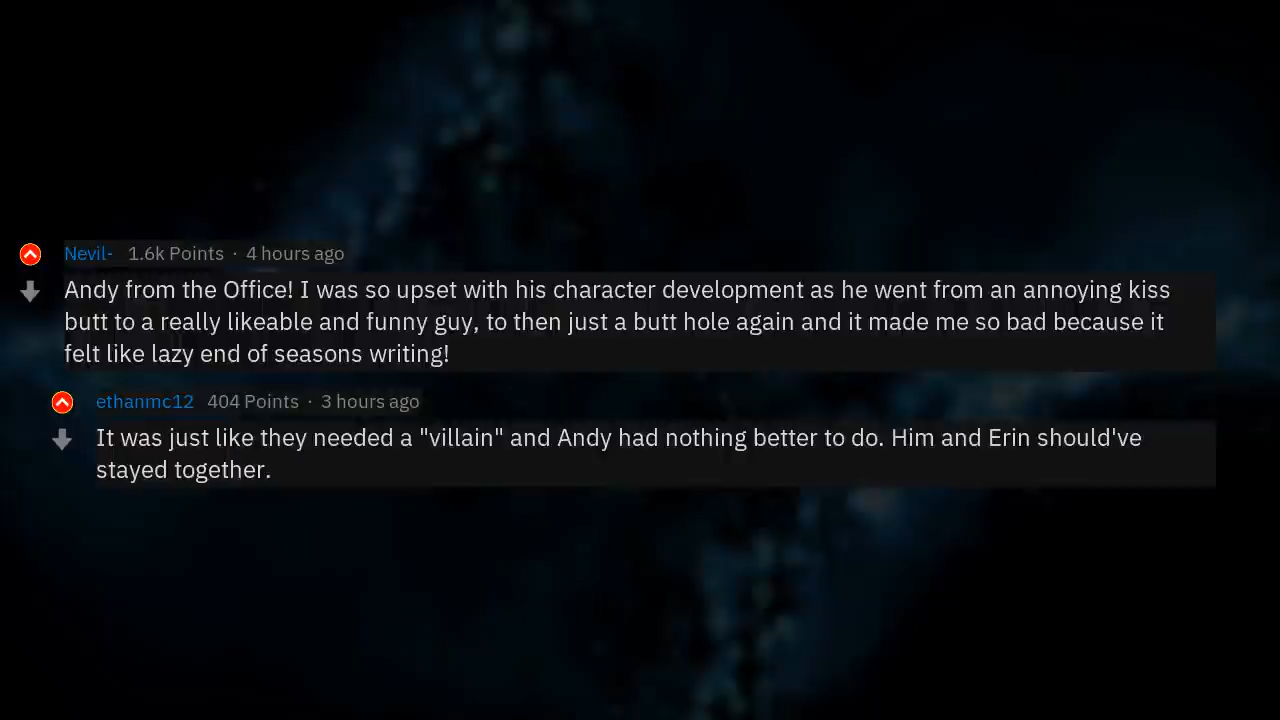 Nevil- 1.6k Points · 4 hours ago
Andy from the Office! I was so upset with his character development as he went from an annoying kiss
butt to a really likeable and funny guy, to then just a butt hole again and it made me so bad because it
felt like lazy end of seasons writing!
ethanmc12 404 Points · 3 hours ago
It was just like they needed a "villain" and Andy had nothing better to do. Him and Erin should've
stayed together.